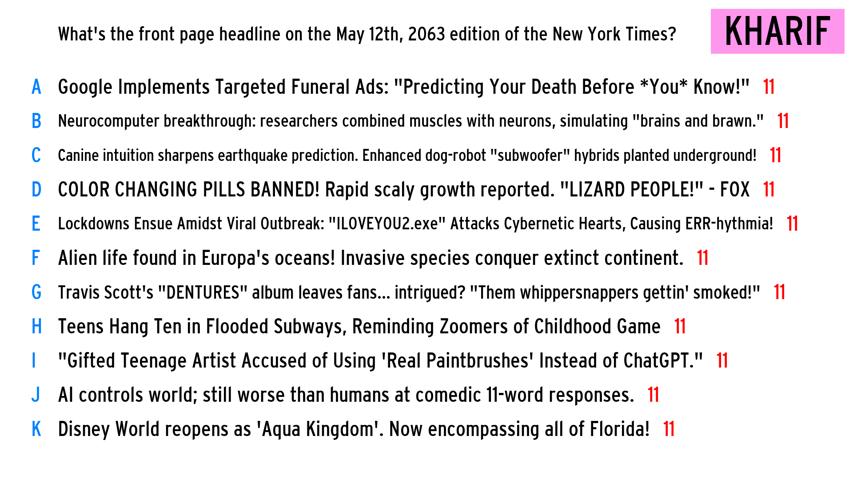 What's the front page headline on the May 12th, 2063 edition of the New York Times?
KHARIF
A Google Implements Targeted Funeral Ads: "Predicting Your Death Before *You* Know!" 11
B Neurocomputer breakthrough: researchers combined muscles with neurons, simulating "brains and brawn." 11
C Canine intuition sharpens earthquake prediction. Enhanced dog-robot "subwoofer" hybrids planted underground! 11
D COLOR CHANGING PILLS BANNED! Rapid scaly growth reported. "LIZARD PEOPLE!" - FOX 11
E Lockdowns Ensue Amidst Viral Outbreak: "ILOVEYOU2.exe" Attacks Cybernetic Hearts, Causing ERR-hythmia! 11
F Alien life found in Europa's oceans! Invasive species conquer extinct continent. 11
G Travis Scott's "DENTURES" album leaves fans... intrigued? "Them whippersnappers gettin' smoked!" 11
H Teens Hang Ten in Flooded Subways, Reminding Zoomers of Childhood Game 11
I "Gifted Teenage Artist Accused of Using 'Real Paintbrushes' Instead of ChatGPT." 11
J AI controls world; still worse than humans at comedic 11-word responses. 11
K Disney World reopens as 'Aqua Kingdom'. Now encompassing all of Florida! 11